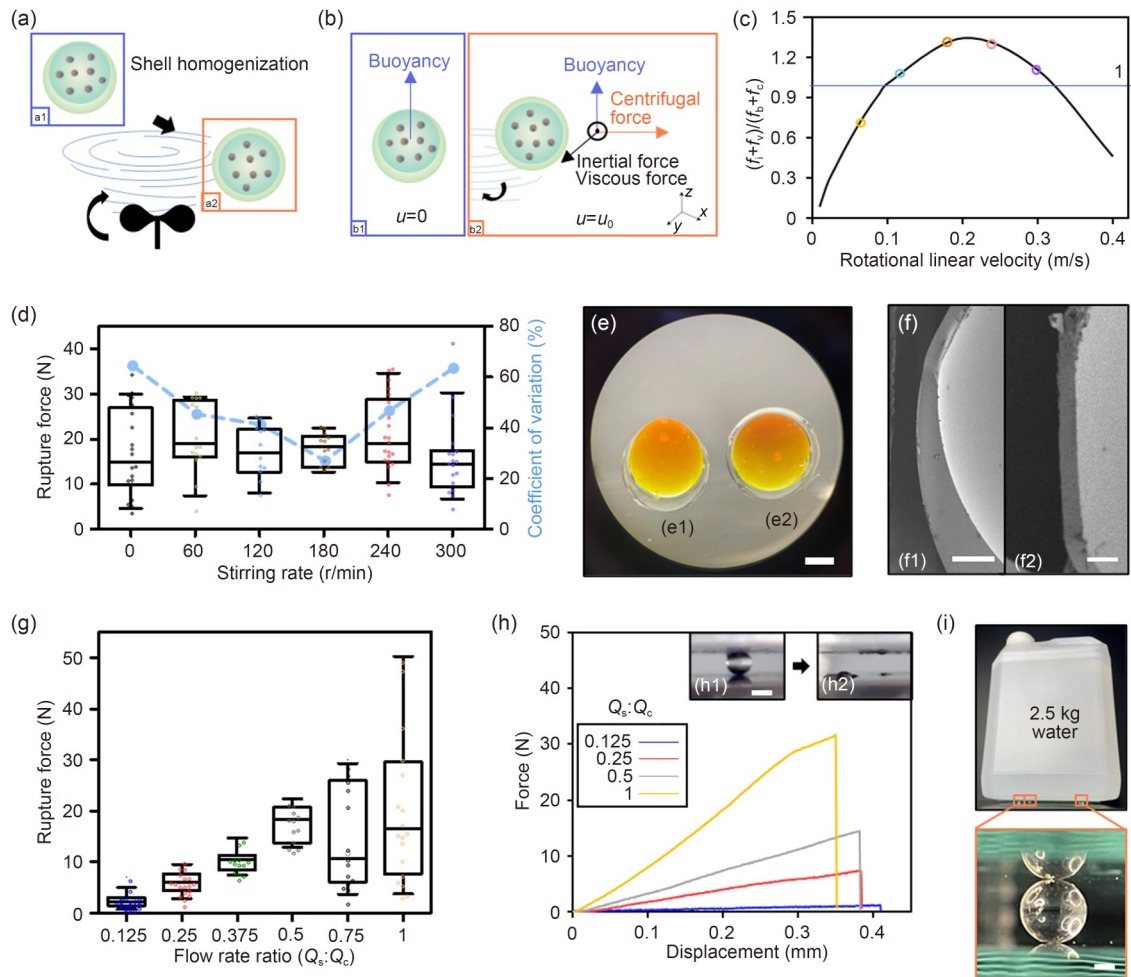 (a)
Shell homogenization
a1
a2
(b)
Buoyancy
Buoyancy
Centrifugal
force
Inertial force
Viscous force
u=0
u=u0
z
x
y
b1
b2
(c)
1.5
1.2
0.9
0.6
0.3
0
1
(fi+fv)/(fb+fc)
0
0.1
0.2
0.3
0.4
Rotational linear velocity (m/s)
(d)
40
30
20
10
0
Rupture force (N)
80
60
40
20
0
Coefficient of variation (%)
0
60
120
180
240
300
Stirring rate (r/min)
(e)
(e1)
(e2)
(f)
(f1)
(f2)
(g)
50
40
30
20
10
0
Rupture force (N)
0.125
0.25
0.375
0.5
0.75
1
Flow rate ratio (Qs:Qc)
(h)
50
40
30
20
10
0
Force (N)
(h1)
(h2)
Qs:Qc
0.125
0.25
0.5
1
0
0.1
0.2
0.3
0.4
Displacement (mm)
(i)
2.5 kg
water